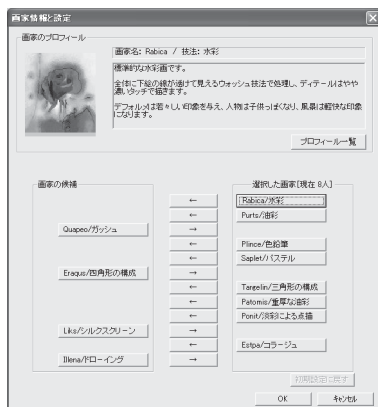 画家情報と設定
画家のプロフィール
画家名: Rabica / 技法: 水彩
標準的な水彩画です。
全体に下絵の線が透けて見えるウォッシュ技法で処理し、ディテールはやや
濃いタッチで描きます。
デフォルメは若々しい印象を与え、人物は子供っぽくなり、風景は軽快な印象
になります。
プロフィール一覧
画家の候補
選択した画家[現在 8人]
← Rabica/水彩
← Purts/油彩
Quapeo/ガッシュ →
← Plince/色鉛筆
← Saplet/パステル
Eragus/四角形の構成 →
← Targelin/三角形の構成
← Patomis/重厚な油彩
← Ponit/淡彩による点描
Liks/シルクスクリーン →
← Estpa/コラージュ
Illena/ドローイング →
初期設定に戻す
OK キャンセル